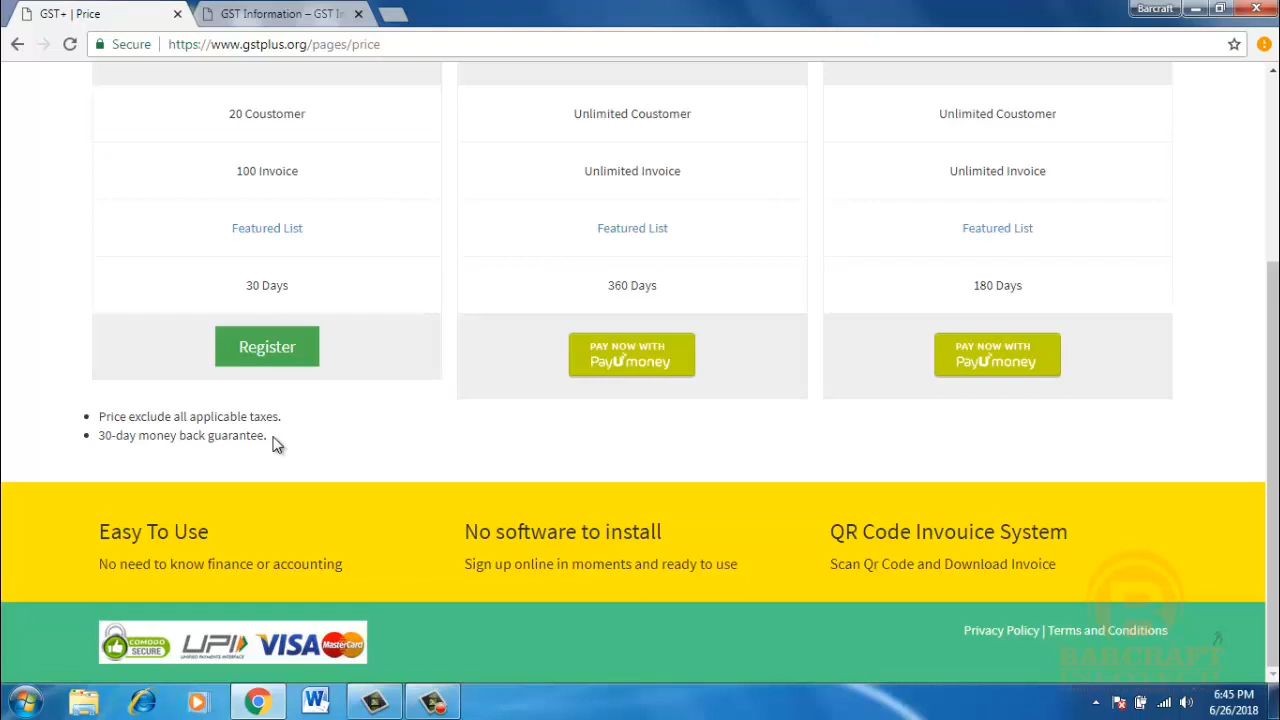 GST+ | Price
GST Information – GST In
Barcraft
Secure
https://www.gstplus.org/pages/price
20 Coustomer
Unlimited Coustomer
Unlimited Coustomer
100 Invoice
Unlimited Invoice
Unlimited Invoice
Featured List
Featured List
Featured List
30 Days
360 Days
180 Days
Register
PAY NOW WITH
PayUmoney
PAY NOW WITH
PayUmoney
Price exclude all applicable taxes.
30-day money back guarantee.
Easy To Use
No software to install
QR Code Invouice System
No need to know finance or accounting
Sign up online in moments and ready to use
Scan Qr Code and Download Invoice
COMODO
SECURE
UPI
UNIFIED PAYMENTS INTERFACE
VISA
MasterCard
Privacy Policy | Terms and Conditions
BARCRAFT
INFOTECH
6:45 PM
6/26/2018